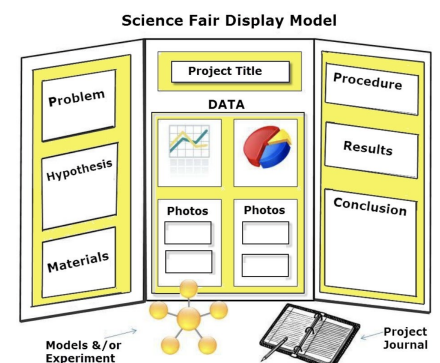 Science Fair Display Model
Problem
Hypothesis
Materials
Project Title
DATA
Photos
Photos
Procedure
Results
Conclusion
Models &/or
Experiment
Project
Journal